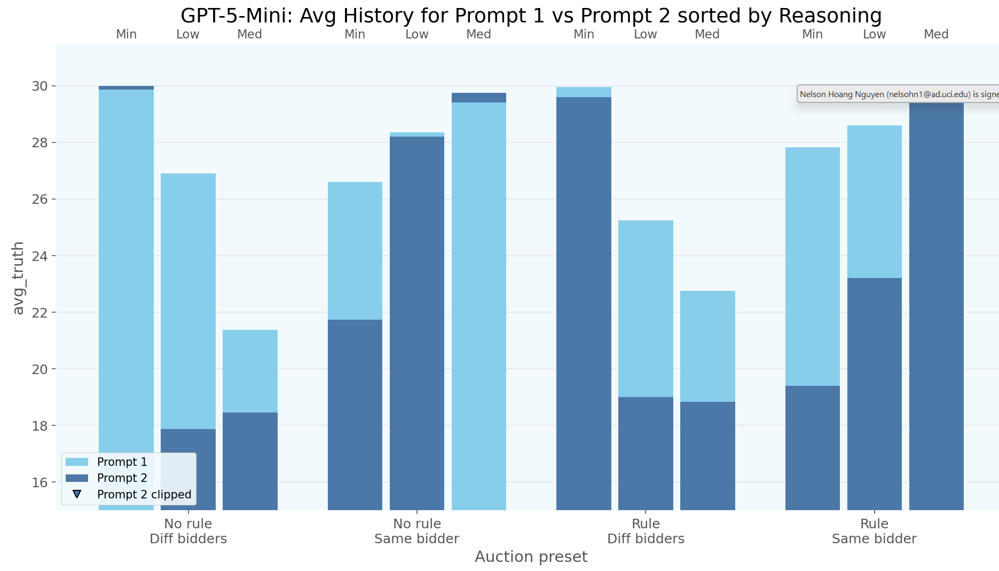 GPT-5-Mini: Avg History for Prompt 1 vs Prompt 2 sorted by Reasoning
Min Low Med Min Low Med Min Low Med Min Low Med
30
28
26
24
22
20
18
16
avg_truth
Nelson Hoang Nguyen (nelsohn1@ad.uci.edu) is signe
Prompt 1
Prompt 2
Prompt 2 clipped
No rule No rule Rule Rule
Diff bidders Same bidder Diff bidders Same bidder
Auction preset